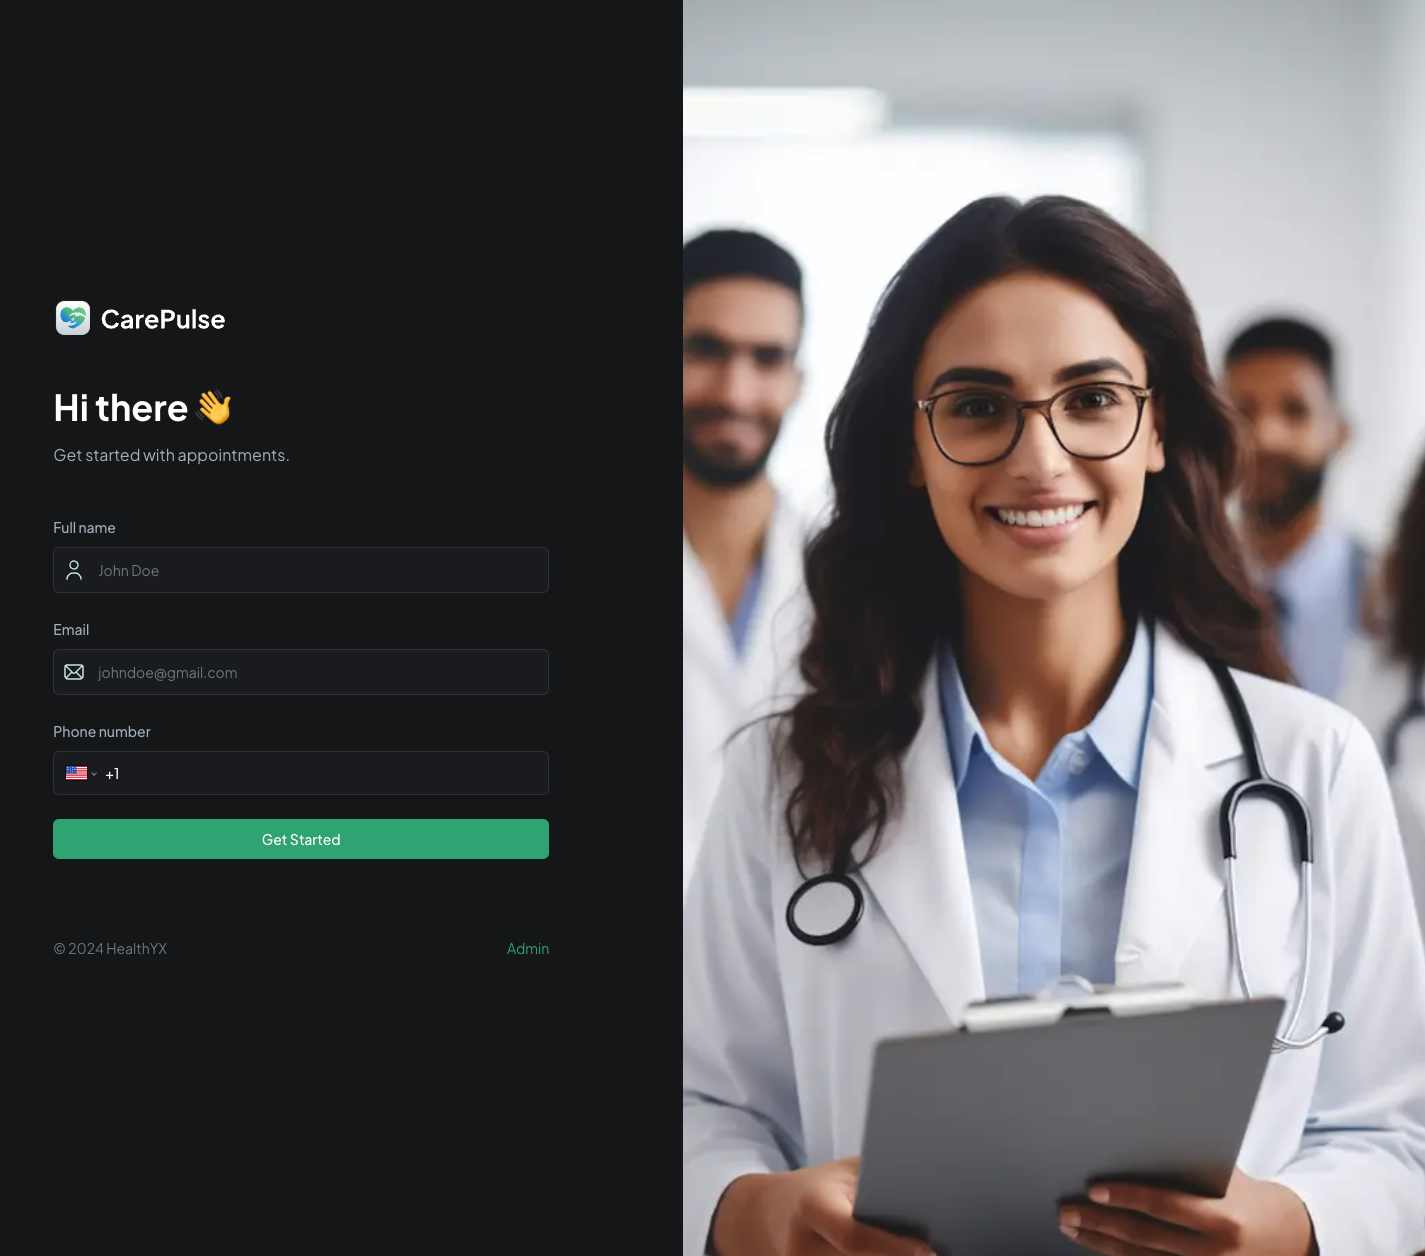 CarePulse
Hi there 👋
Get started with appointments.
Full name
John Doe
Email
johndoe@gmail.com
Phone number
+1
Get Started
© 2024 HealthYX
Admin